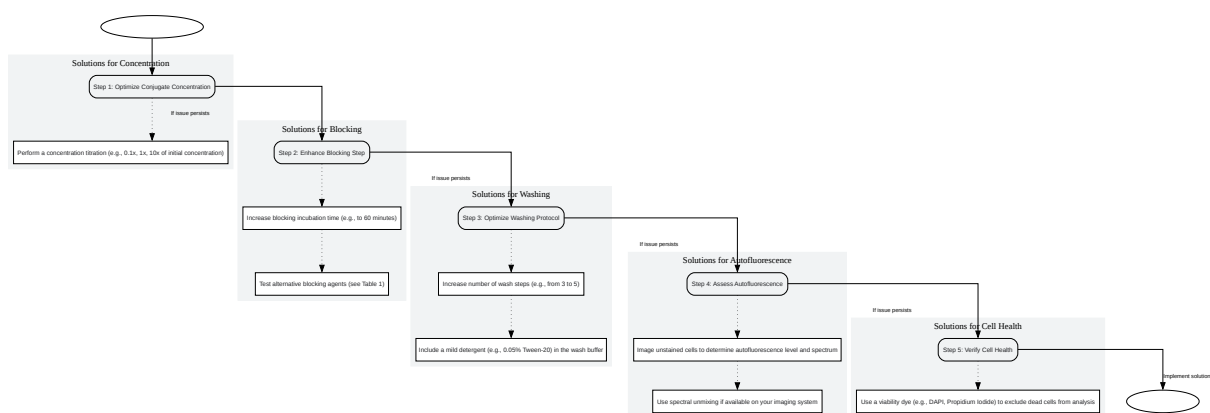 Solutions for Concentration
Step 1: Optimize Conjugate Concentration
If issue persists
Perform a concentration titration (e.g., 0.1x, 1x, 10x of initial concentration)
Solutions for Blocking
Step 2: Enhance Blocking Step
If issue persists
Increase blocking incubation time (e.g., to 60 minutes)
Test alternative blocking agents (see Table 1)
Solutions for Washing
Step 3: Optimize Washing Protocol
If issue persists
Increase number of wash steps (e.g., from 3 to 5)
Include a mild detergent (e.g., 0.05% Tween-20) in the wash buffer
Solutions for Autofluorescence
Step 4: Assess Autofluorescence
If issue persists
Image unstained cells to determine autofluorescence level and spectrum
Use spectral unmixing if available on your imaging system
Solutions for Cell Health
Step 5: Verify Cell Health
Implement solution
Use a viability dye (e.g., DAPI, Propidium Iodide) to exclude dead cells from analysis